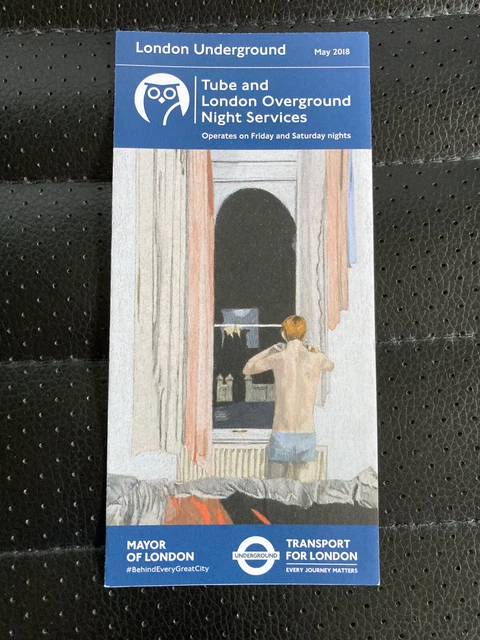 London Underground
May 2018
Tube and
London Overground
Night Services
Operates on Friday and Saturday nights
MAYOR
OF LONDON
#BehindEveryGreatCity
UNDERGROUND
TRANSPORT
FOR LONDON
EVERY JOURNEY MATTERS